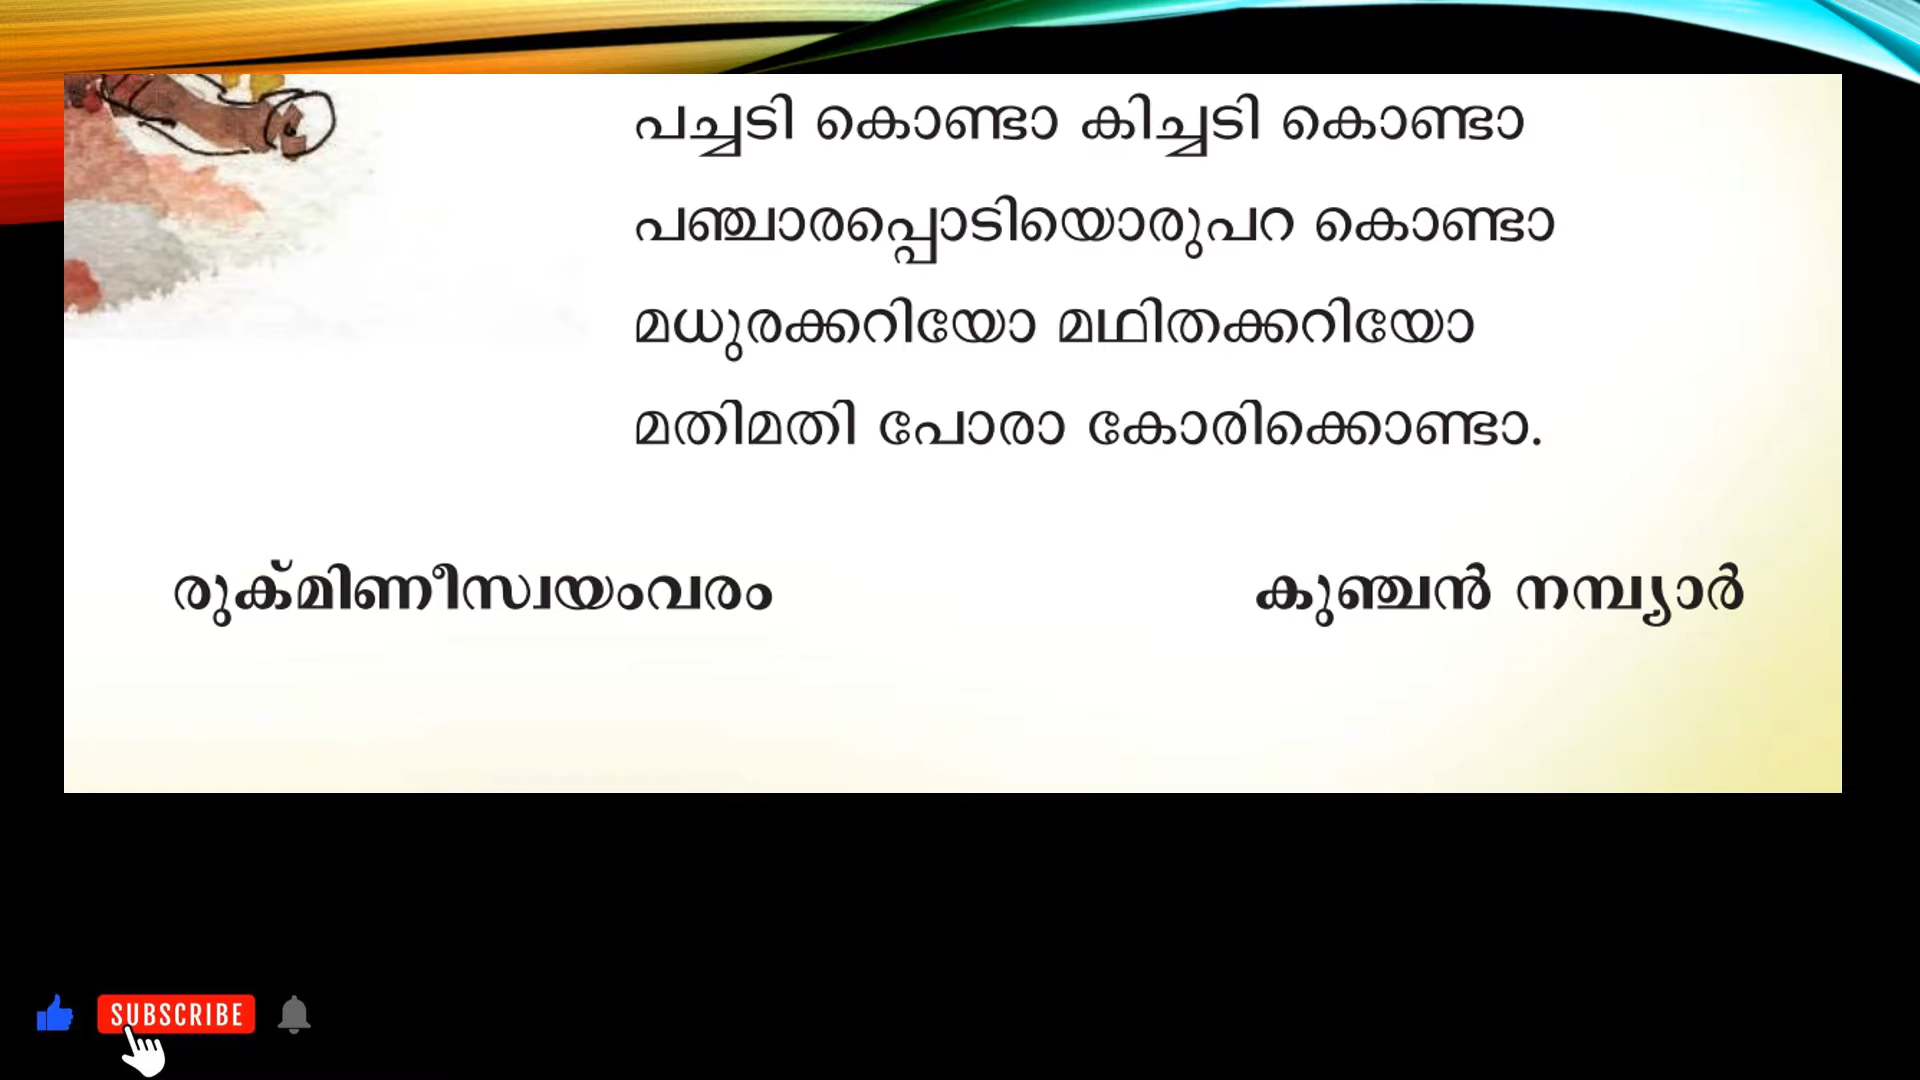 പച്ചടി കൊണ്ടാ കിച്ചടി കൊണ്ടാ
പഞ്ചാരപ്പൊടിയൊരുപറ കൊണ്ടാ
മധുരക്കറിയോ മഥിതക്കറിയോ
മതിമതി പോരാ കോരിക്കൊണ്ടാ.
രുക്മിണീസ്വയംവരം കുഞ്ചൻ നമ്പ്യാർ
SUBSCRIBE